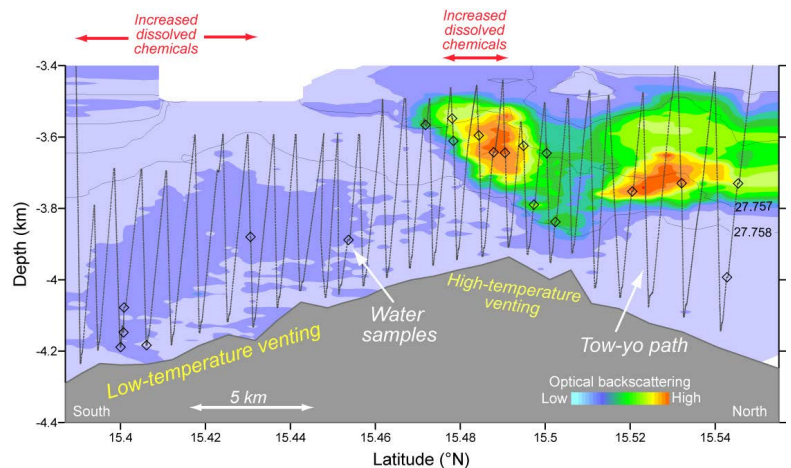 Increased
dissolved
chemicals
Increased
dissolved
chemicals
-3.4
-3.6
-3.8
-4
-4.2
-4.4
Depth (km)
27.757
27.758
High-temperature
venting
Water
samples
Low-temperature venting
Tow-yo path
Optical backscattering
Low
High
5 km
South
North
15.4
15.42
15.44
15.46
15.48
15.5
15.52
15.54
Latitude (°N)